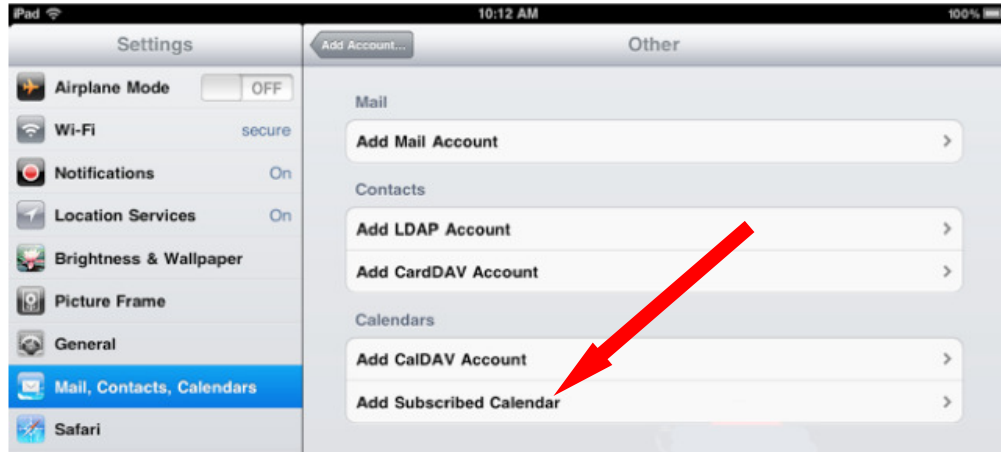 iPad 10:12 AM 100%
Settings
Add Account... Other
Airplane Mode OFF
Wi-Fi secure
Notifications On
Location Services On
Brightness & Wallpaper
Picture Frame
General
Mail, Contacts, Calendars
Safari
Mail
Add Mail Account
Contacts
Add LDAP Account
Add CardDAV Account
Calendars
Add CalDAV Account
Add Subscribed Calendar